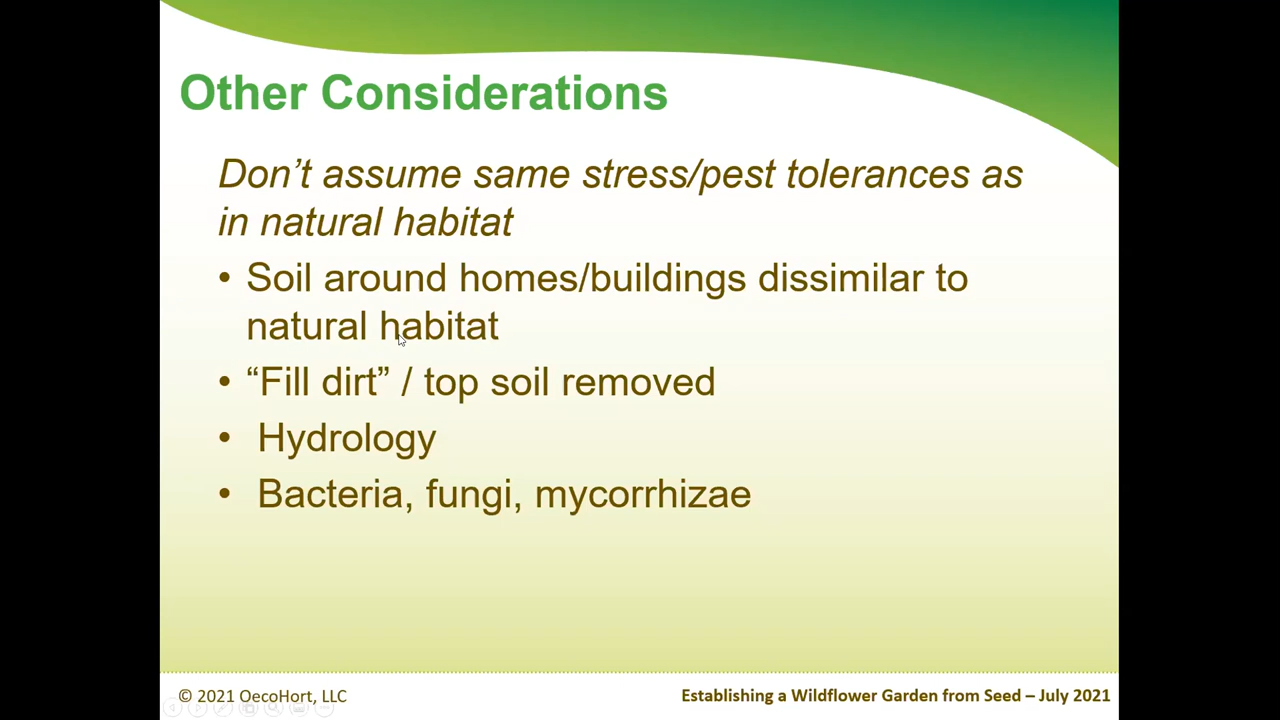 Other Considerations
Don’t assume same stress/pest tolerances as
in natural habitat
• Soil around homes/buildings dissimilar to
natural habitat
• “Fill dirt” / top soil removed
• Hydrology
• Bacteria, fungi, mycorrhizae
© 2021 OecoHort, LLC
Establishing a Wildflower Garden from Seed – July 2021